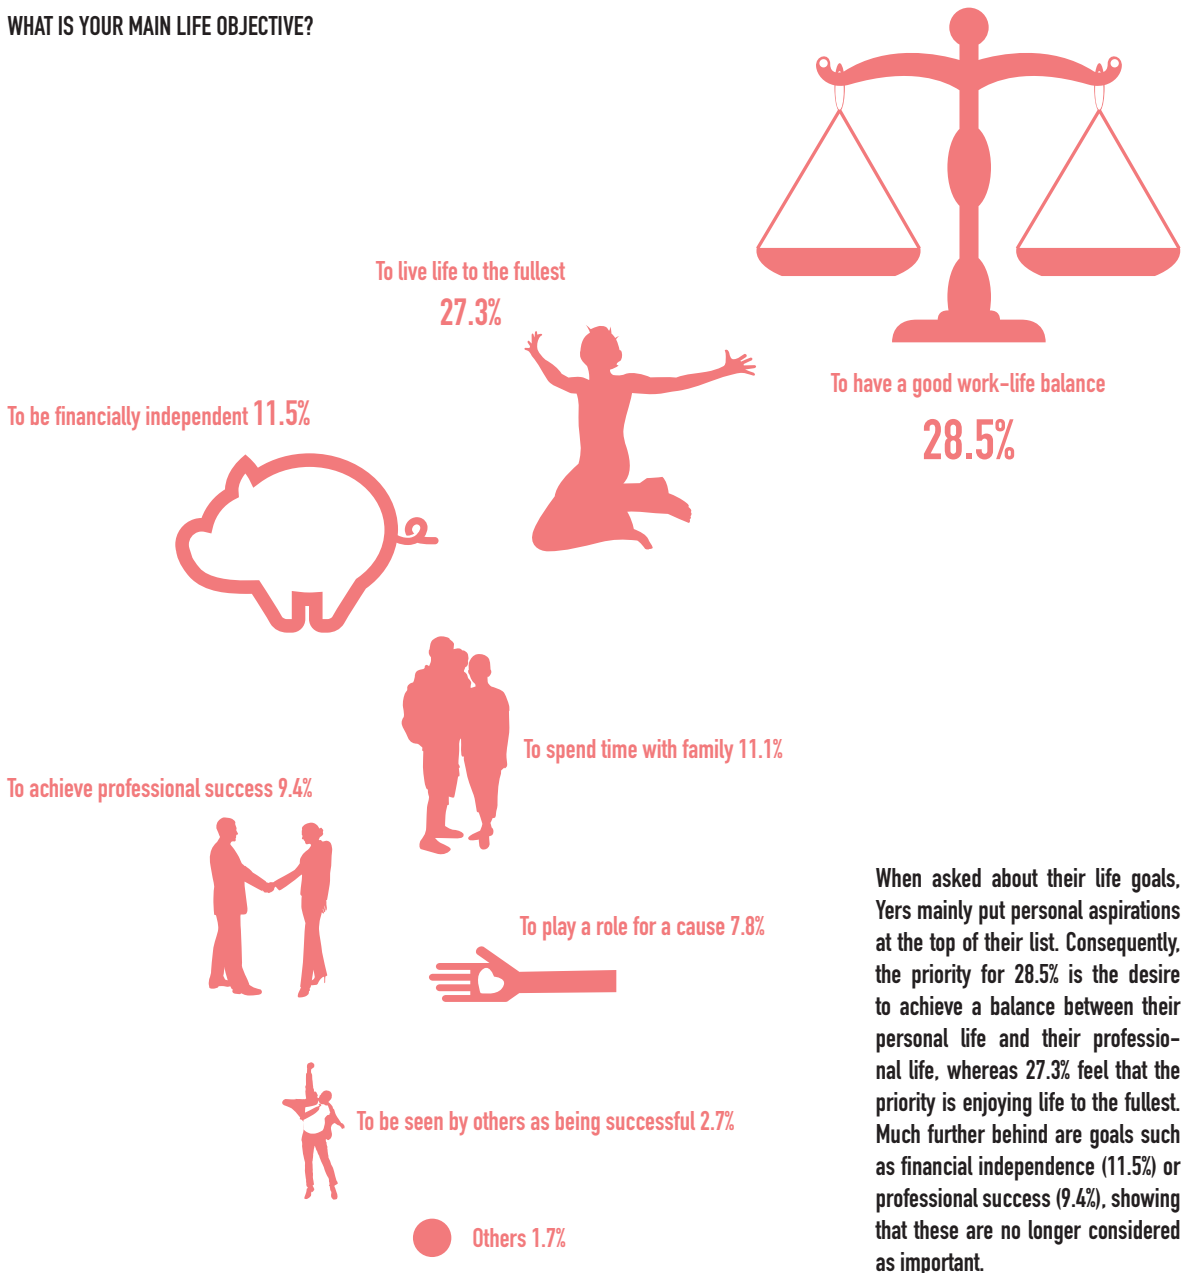 WHAT IS YOUR MAIN LIFE OBJECTIVE?
To live life to the fullest
27.3%
To have a good work-life balance
28.5%
To be financially independent 11.5%
To spend time with family 11.1%
To achieve professional success 9.4%
To play a role for a cause 7.8%
To be seen by others as being successful 2.7%
Others 1.7%
When asked about their life goals,
Yers mainly put personal aspirations
at the top of their list. Consequently,
the priority for 28.5% is the desire
to achieve a balance between their
personal life and their professio-
nal life, whereas 27.3% feel that the
priority is enjoying life to the fullest.
Much further behind are goals such
as financial independence (11.5%) or
professional success (9.4%), showing
that these are no longer considered
as important.